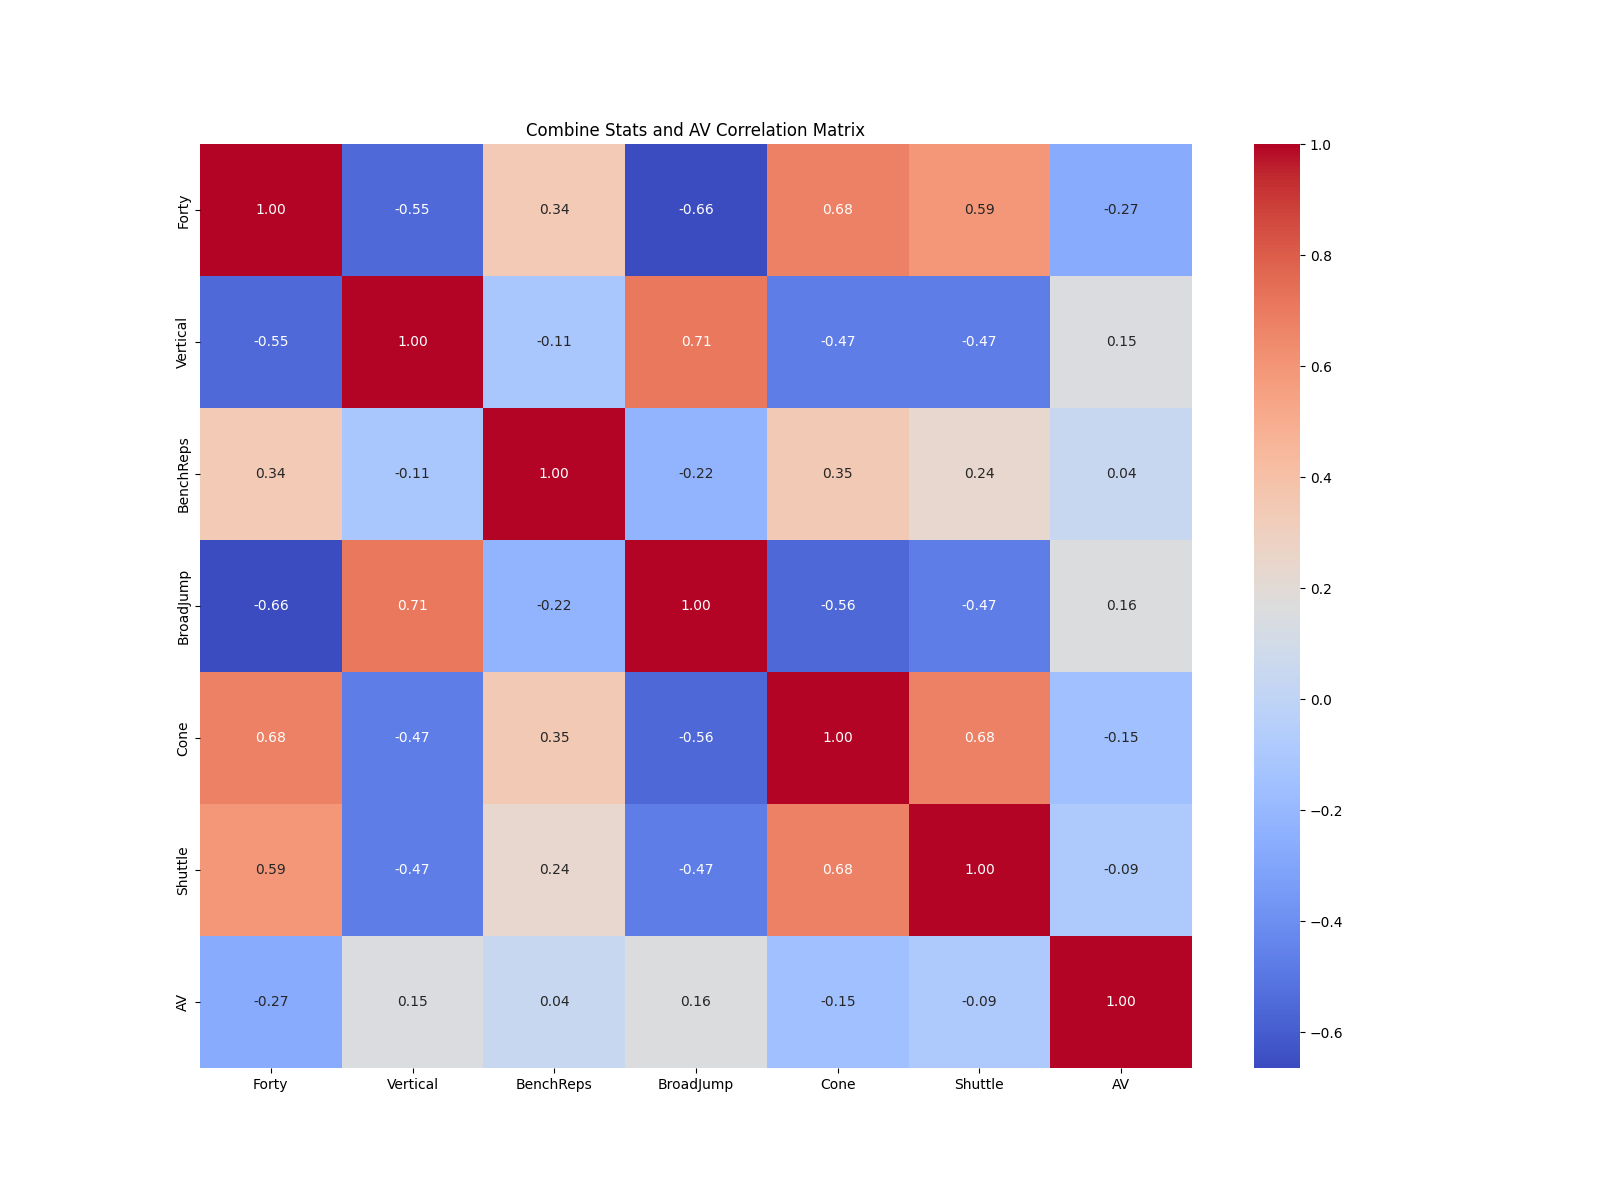 Combine Stats and AV Correlation Matrix
1.0
Forty 1.00 -0.55 0.34 -0.66 0.68 0.59 -0.27
0.8
Vertical -0.55 1.00 -0.11 0.71 -0.47 -0.47 0.15
0.6
BenchReps 0.34 -0.11 1.00 -0.22 0.35 0.24 0.04
0.4
0.2
BroadJump -0.66 0.71 -0.22 1.00 -0.56 -0.47 0.16
0.0
Cone 0.68 -0.47 0.35 -0.56 1.00 0.68 -0.15
−0.2
Shuttle 0.59 -0.47 0.24 -0.47 0.68 1.00 -0.09
−0.4
AV -0.27 0.15 0.04 0.16 -0.15 -0.09 1.00
−0.6
Forty Vertical BenchReps BroadJump Cone Shuttle AV